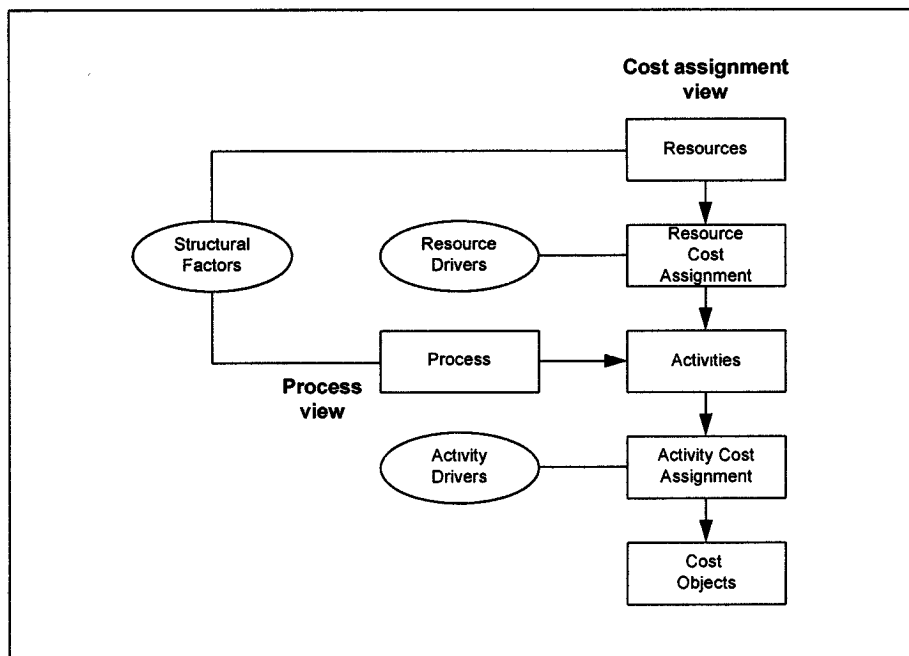 Cost assignment
view
Resources
Structural
Factors
Resource
Drivers
Resource
Cost
Assignment
Process
view
Process
Activities
Activity
Drivers
Activity Cost
Assignment
Cost
Objects